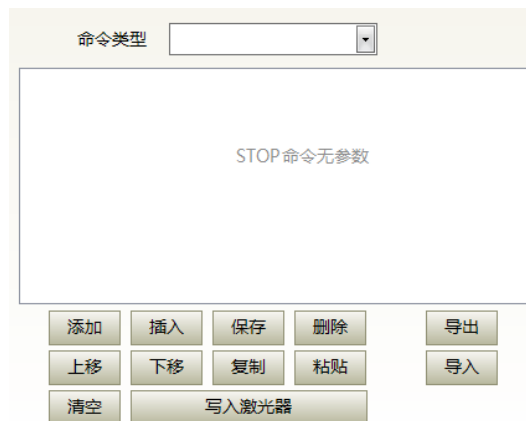 命令类型
STOP命令无参数
添加 插入 保存 删除 导出
上移 下移 复制 粘贴 导入
清空 写入激光器